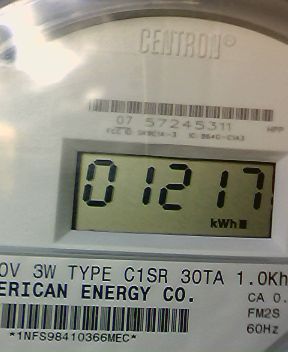 CENTRON®
07 57245311 HPP
01217
kWh
0V 3W TYPE C1SR 30TA 1.0Kh
ERICAN ENERGY CO. CA 0.
FM2S
60Hz
*1NFS98410366MEC*